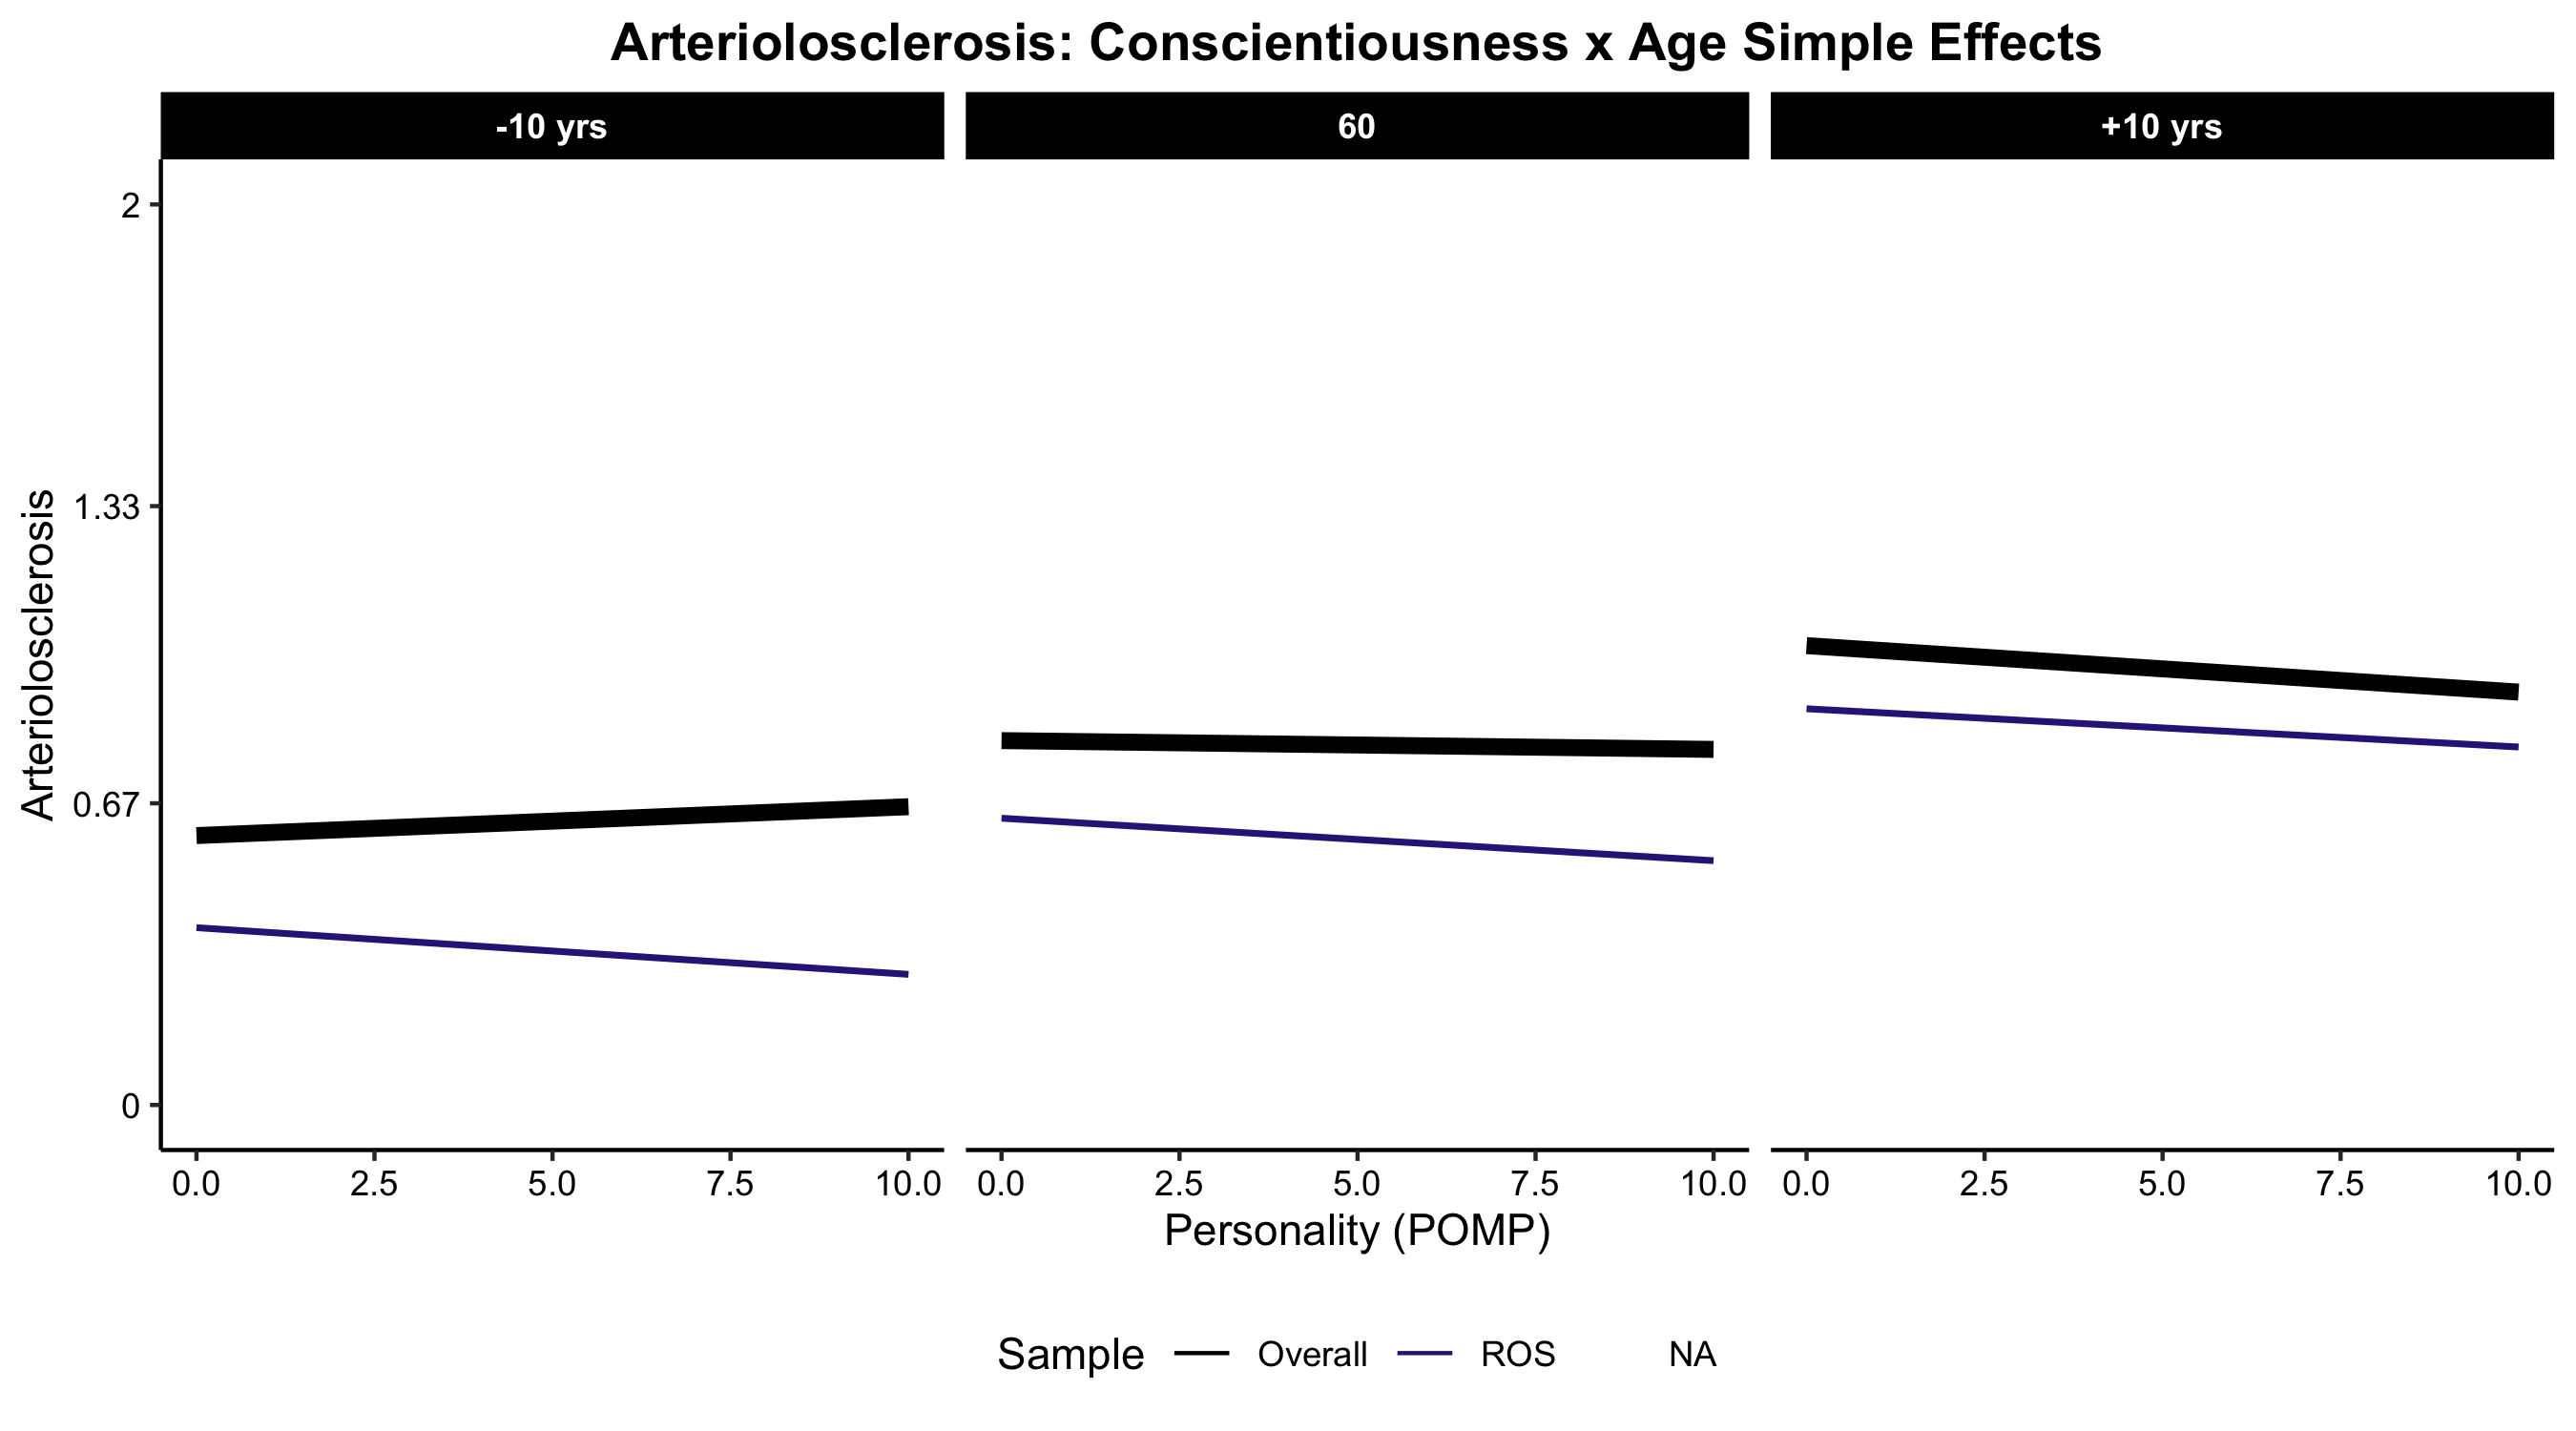 Arteriolosclerosis: Conscientiousness x Age Simple Effects
-10 yrs 60 +10 yrs
2
1.33
0.67
0
Arteriolosclerosis
0.0 2.5 5.0 7.5 10.0 0.0 2.5 5.0 7.5 10.0 0.0 2.5 5.0 7.5 10.0
Personality (POMP)
Sample Overall ROS NA